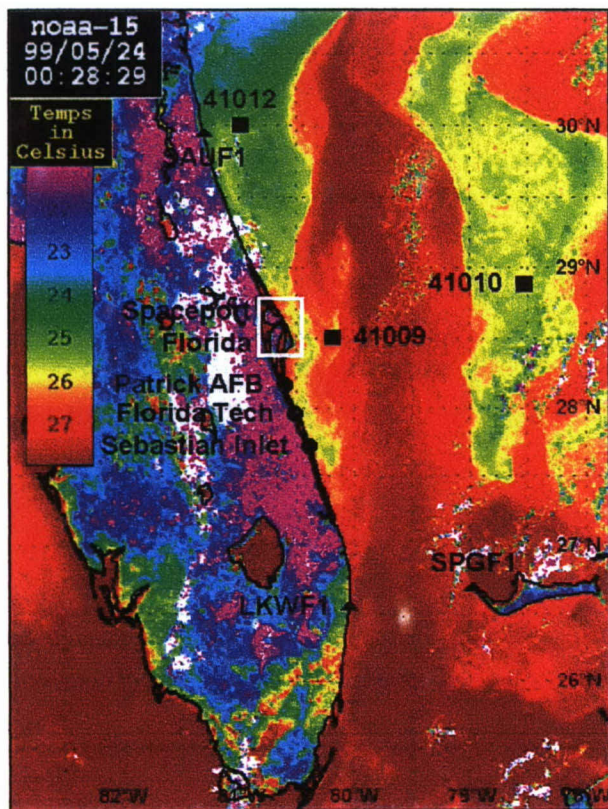 noaa-15
99/05/24
00:28:29
Temps
in
Celsius
23
24
25
26
27
41012
30°N
29°N
41010
Spaceport
Florida
41009
Patrick AFB
28°N
Florida Tech
Sebastian Inlet
27°N
SPGF1
LKWF1
26°N
82°W
80°W
79°W